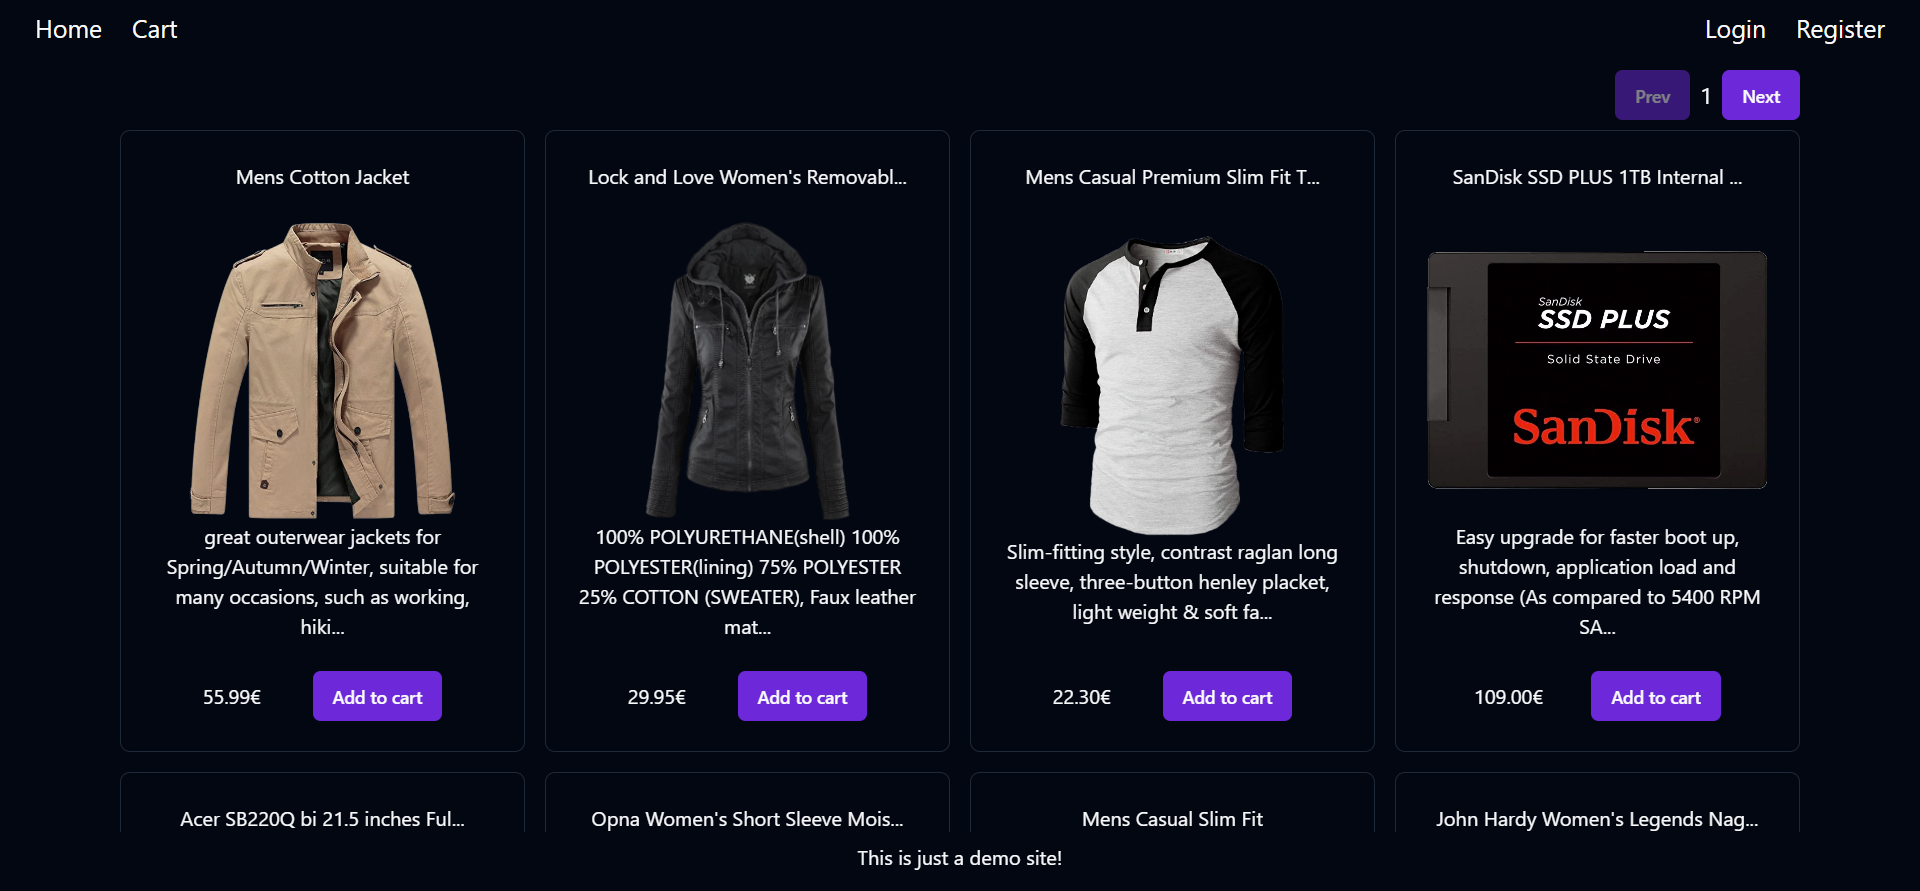 Home Cart Login Register
Prev 1 Next
Mens Cotton Jacket
great outerwear jackets for
Spring/Autumn/Winter, suitable for
many occasions, such as working,
hiki...
55.99€ Add to cart
Lock and Love Women's Removabl...
100% POLYURETHANE(shell) 100%
POLYESTER(lining) 75% POLYESTER
25% COTTON (SWEATER), Faux leather
mat...
29.95€ Add to cart
Mens Casual Premium Slim Fit T...
Slim-fitting style, contrast raglan long
sleeve, three-button henley placket,
light weight & soft fa...
22.30€ Add to cart
SanDisk SSD PLUS 1TB Internal ...
SanDisk
SSD PLUS
Solid State Drive
SanDisk®
Easy upgrade for faster boot up,
shutdown, application load and
response (As compared to 5400 RPM
SA...
109.00€ Add to cart
Acer SB220Q bi 21.5 inches Ful...
Opna Women's Short Sleeve Mois...
Mens Casual Slim Fit
John Hardy Women's Legends Nag...
This is just a demo site!